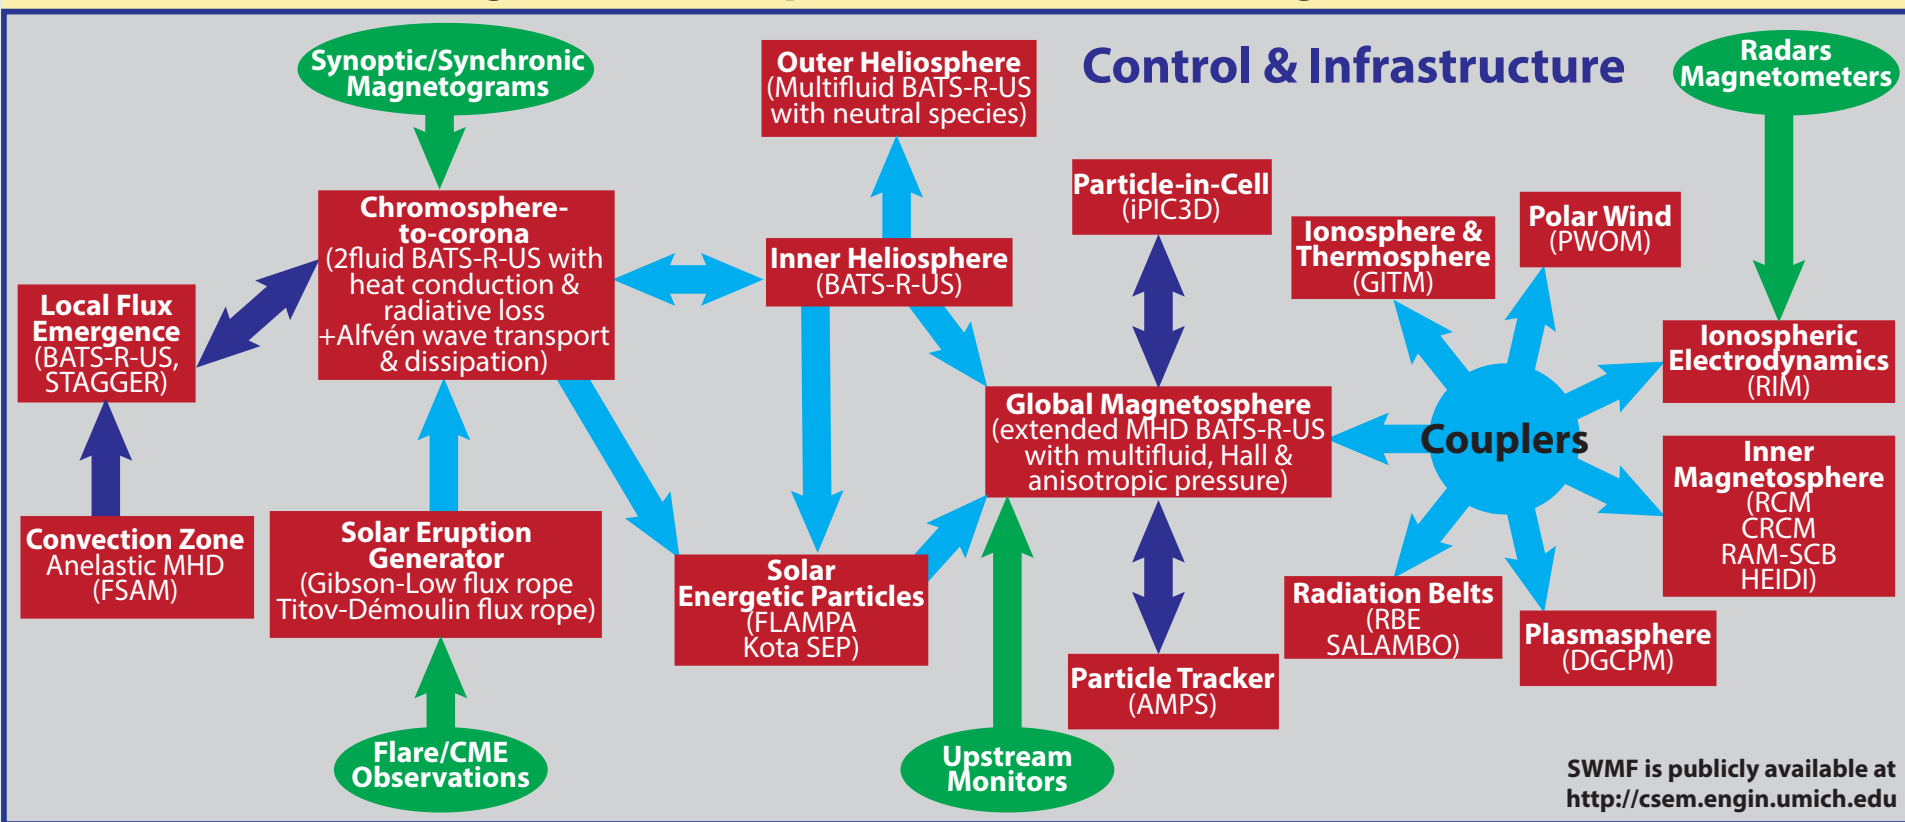 Control & Infrastructure
Synoptic/Synchronic
Magnetograms
Outer Heliosphere
(Multifluid BATS-R-US
with neutral species)
Radars
Magnetometers
Chromosphere-
to-corona
(2fluid BATS-R-US with
heat conduction &
radiative loss
+Alfvén wave transport
& dissipation)
Inner Heliosphere
(BATS-R-US)
Particle-in-Cell
(iPIC3D)
Ionosphere &
Thermosphere
(GITM)
Polar Wind
(PWOM)
Local Flux
Emergence
(BATS-R-US,
STAGGER)
Ionospheric
Electrodynamics
(RIM)
Global Magnetosphere
(extended MHD BATS-R-US
with multifluid, Hall &
anisotropic pressure)
Couplers
Inner
Magnetosphere
(RCM
CRCM
RAM-SCB
HEIDI)
Convection Zone
Anelastic MHD
(FSAM)
Solar Eruption
Generator
(Gibson-Low flux rope
Titov-Démoulin flux rope)
Solar
Energetic Particles
(FLAMPA
Kota SEP)
Radiation Belts
(RBE
SALAMBO)
Plasmasphere
(DGCPM)
Particle Tracker
(AMPS)
Flare/CME
Observations
Upstream
Monitors
SWMF is publicly available at
http://csem.engin.umich.edu